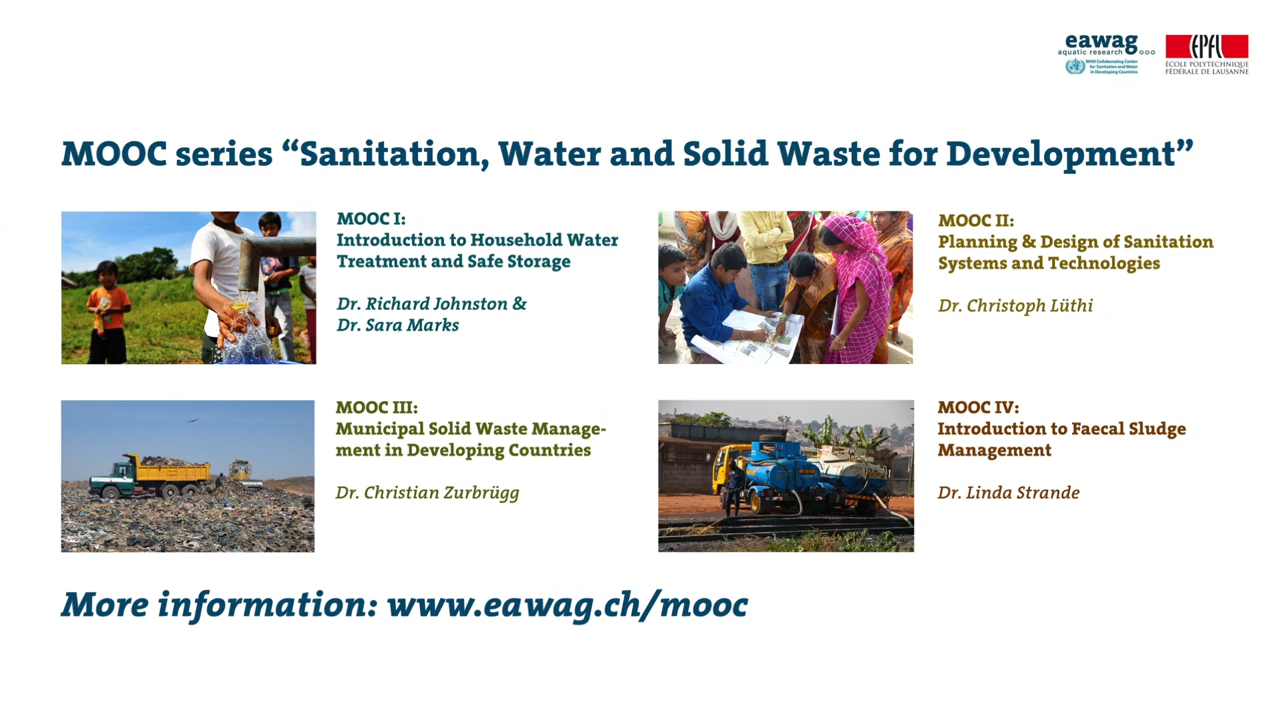 eawag
aquatic research
WHO Collaborating Center
for Sanitation and Water
in Developing Countries
EPFL
ÉCOLE POLYTECHNIQUE
FÉDÉRALE DE LAUSANNE
MOOC series “Sanitation, Water and Solid Waste for Development”
MOOC I:
Introduction to Household Water
Treatment and Safe Storage
Dr. Richard Johnston &
Dr. Sara Marks
MOOC II:
Planning & Design of Sanitation
Systems and Technologies
Dr. Christoph Lüthi
MOOC III:
Municipal Solid Waste Manage-
ment in Developing Countries
Dr. Christian Zurbrügg
MOOC IV:
Introduction to Faecal Sludge
Management
Dr. Linda Strande
More information: www.eawag.ch/mooc